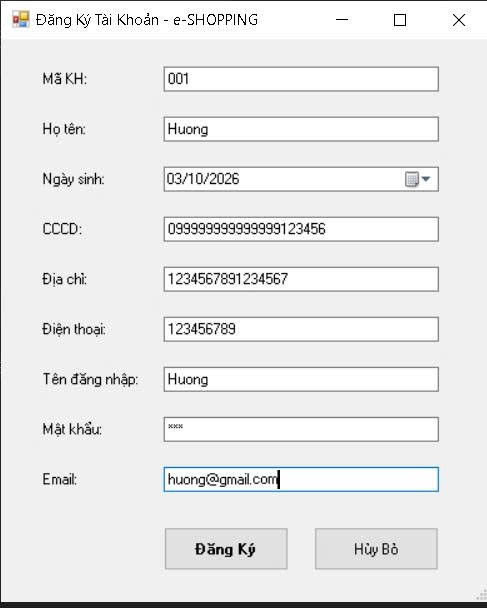 Đăng Ký Tài Khoản - e-SHOPPING
Mã KH: 001
Họ tên: Huong
Ngày sinh: 03/10/2026
CCCD: 099999999999999123456
Địa chỉ: 1234567891234567
Điện thoại: 123456789
Tên đăng nhập: Huong
Mật khẩu: ***
Email: huong@gmail.com
Đăng Ký Hủy Bỏ